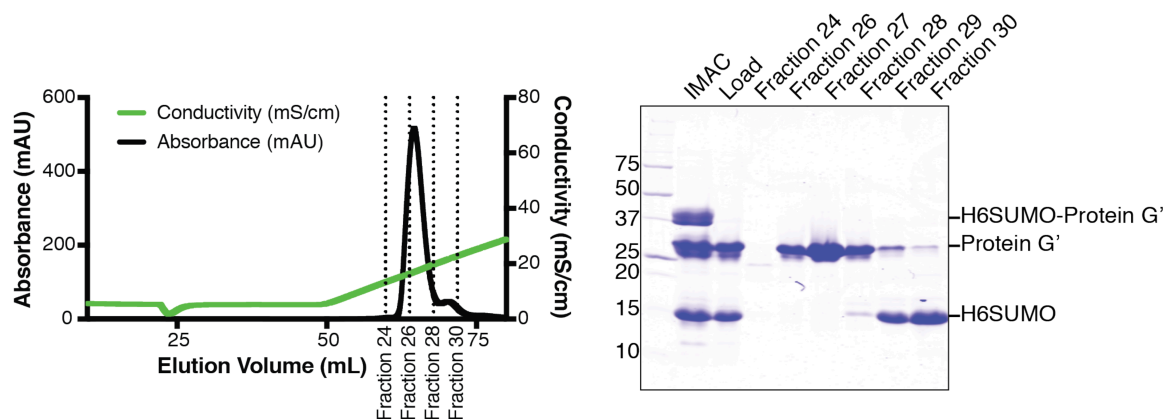 600
400
200
0
Absorbance (mAU)
Conductivity (mS/cm)
Absorbance (mAU)
80
60
40
20
0
Conductivity (mS/cm)
25
50
75
Elution Volume (mL)
Fraction 24
Fraction 26
Fraction 28
Fraction 30
IMAC
Load
Fraction 24
Fraction 26
Fraction 27
Fraction 28
Fraction 29
Fraction 30
75
50
37
25
20
15
10
H6SUMO-Protein G’
Protein G’
H6SUMO